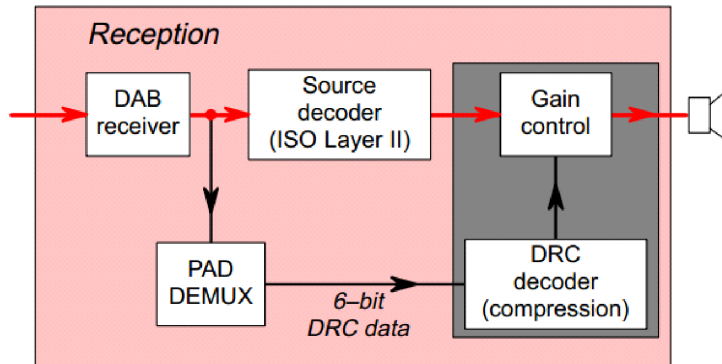 Reception
DAB
receiver
Source
decoder
(ISO Layer II)
Gain
control
PAD
DEMUX
6–bit
DRC data
DRC
decoder
(compression)